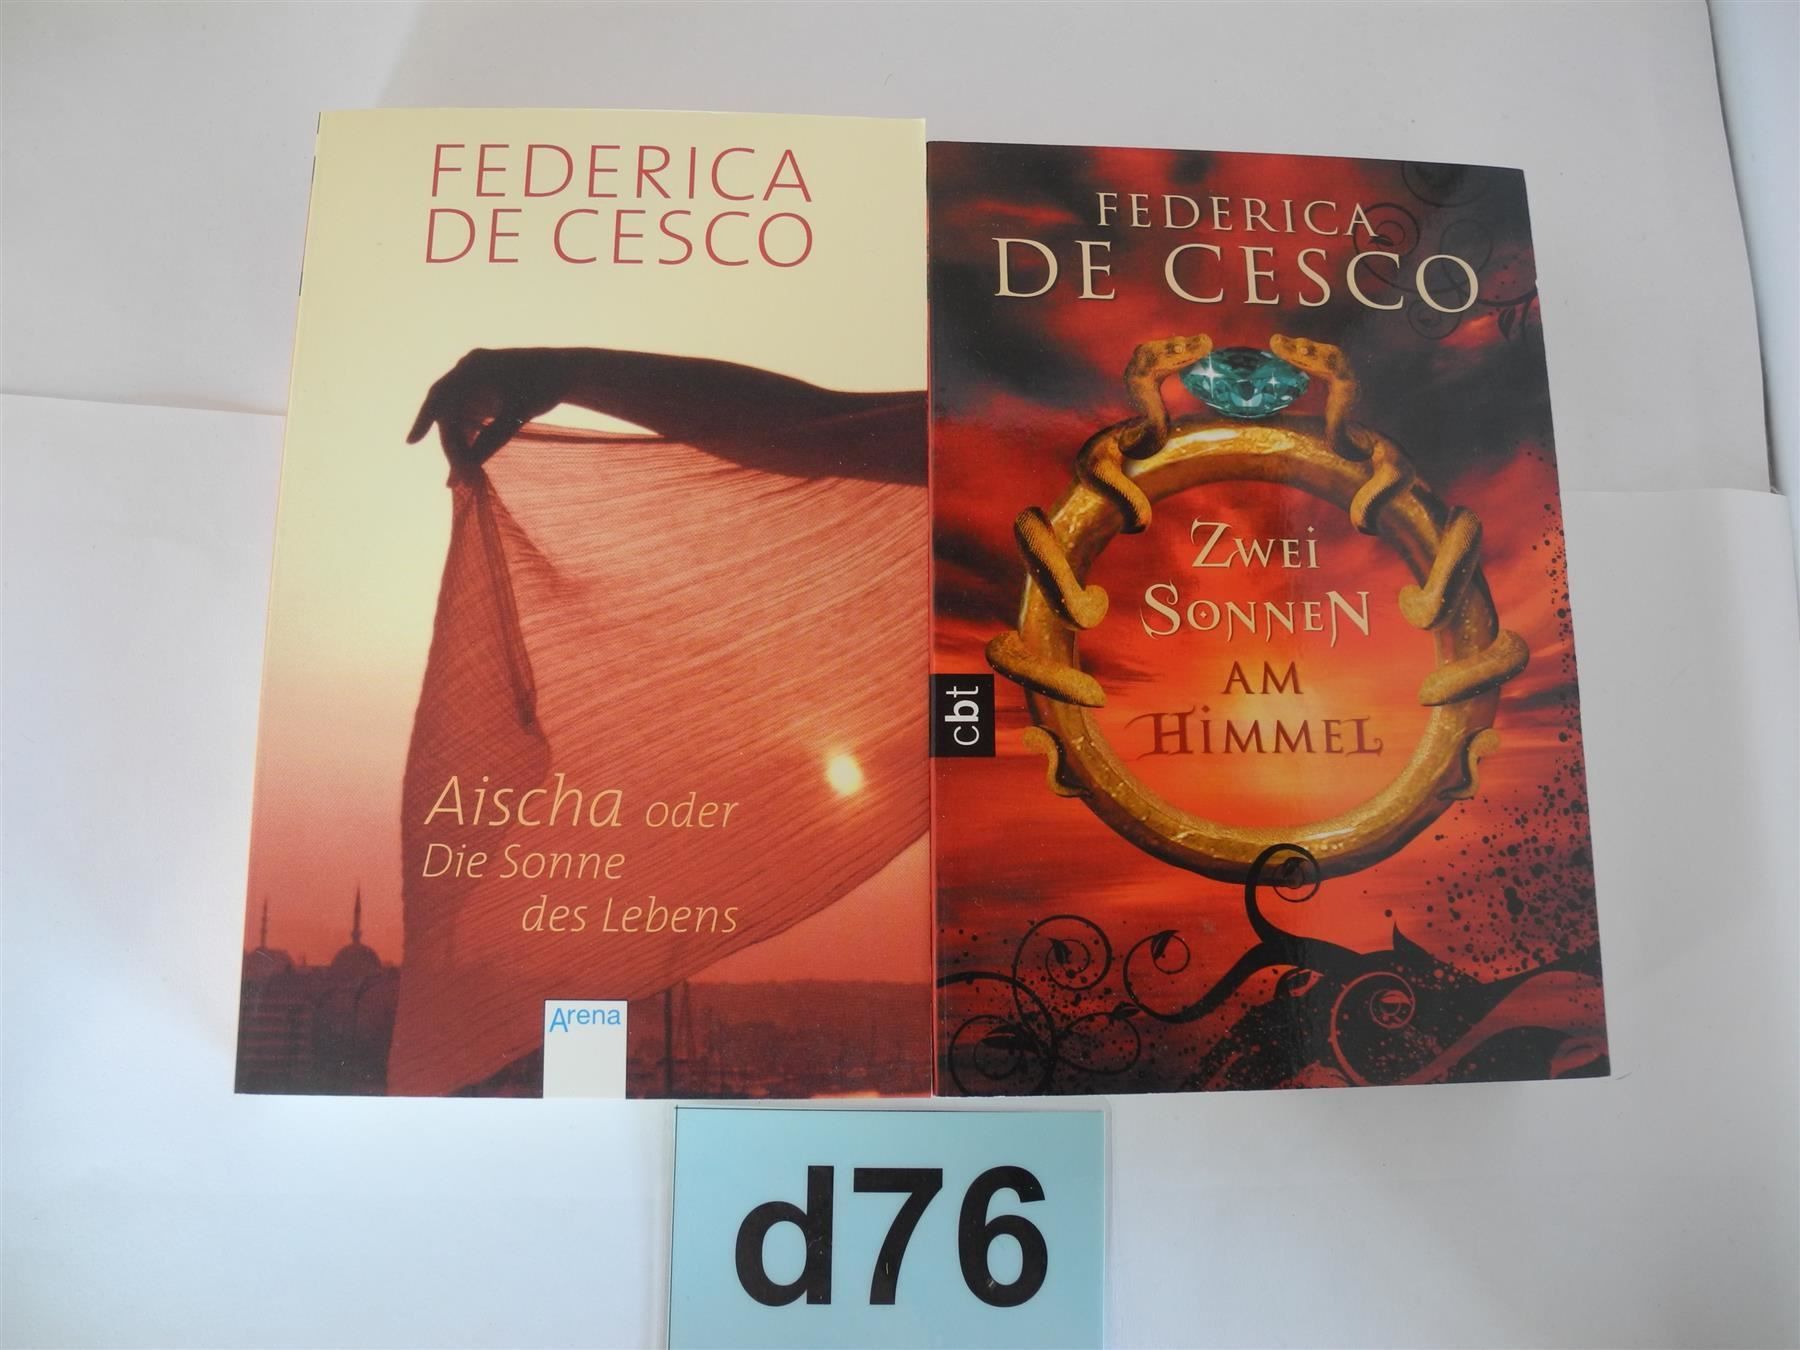 FEDERICA
DE CESCO
Aischa oder
Die Sonne
des Lebens
Arena
FEDERICA
DE CESCO
ZWEI
SONNEN
AM
HIMMEL
cbt
d76